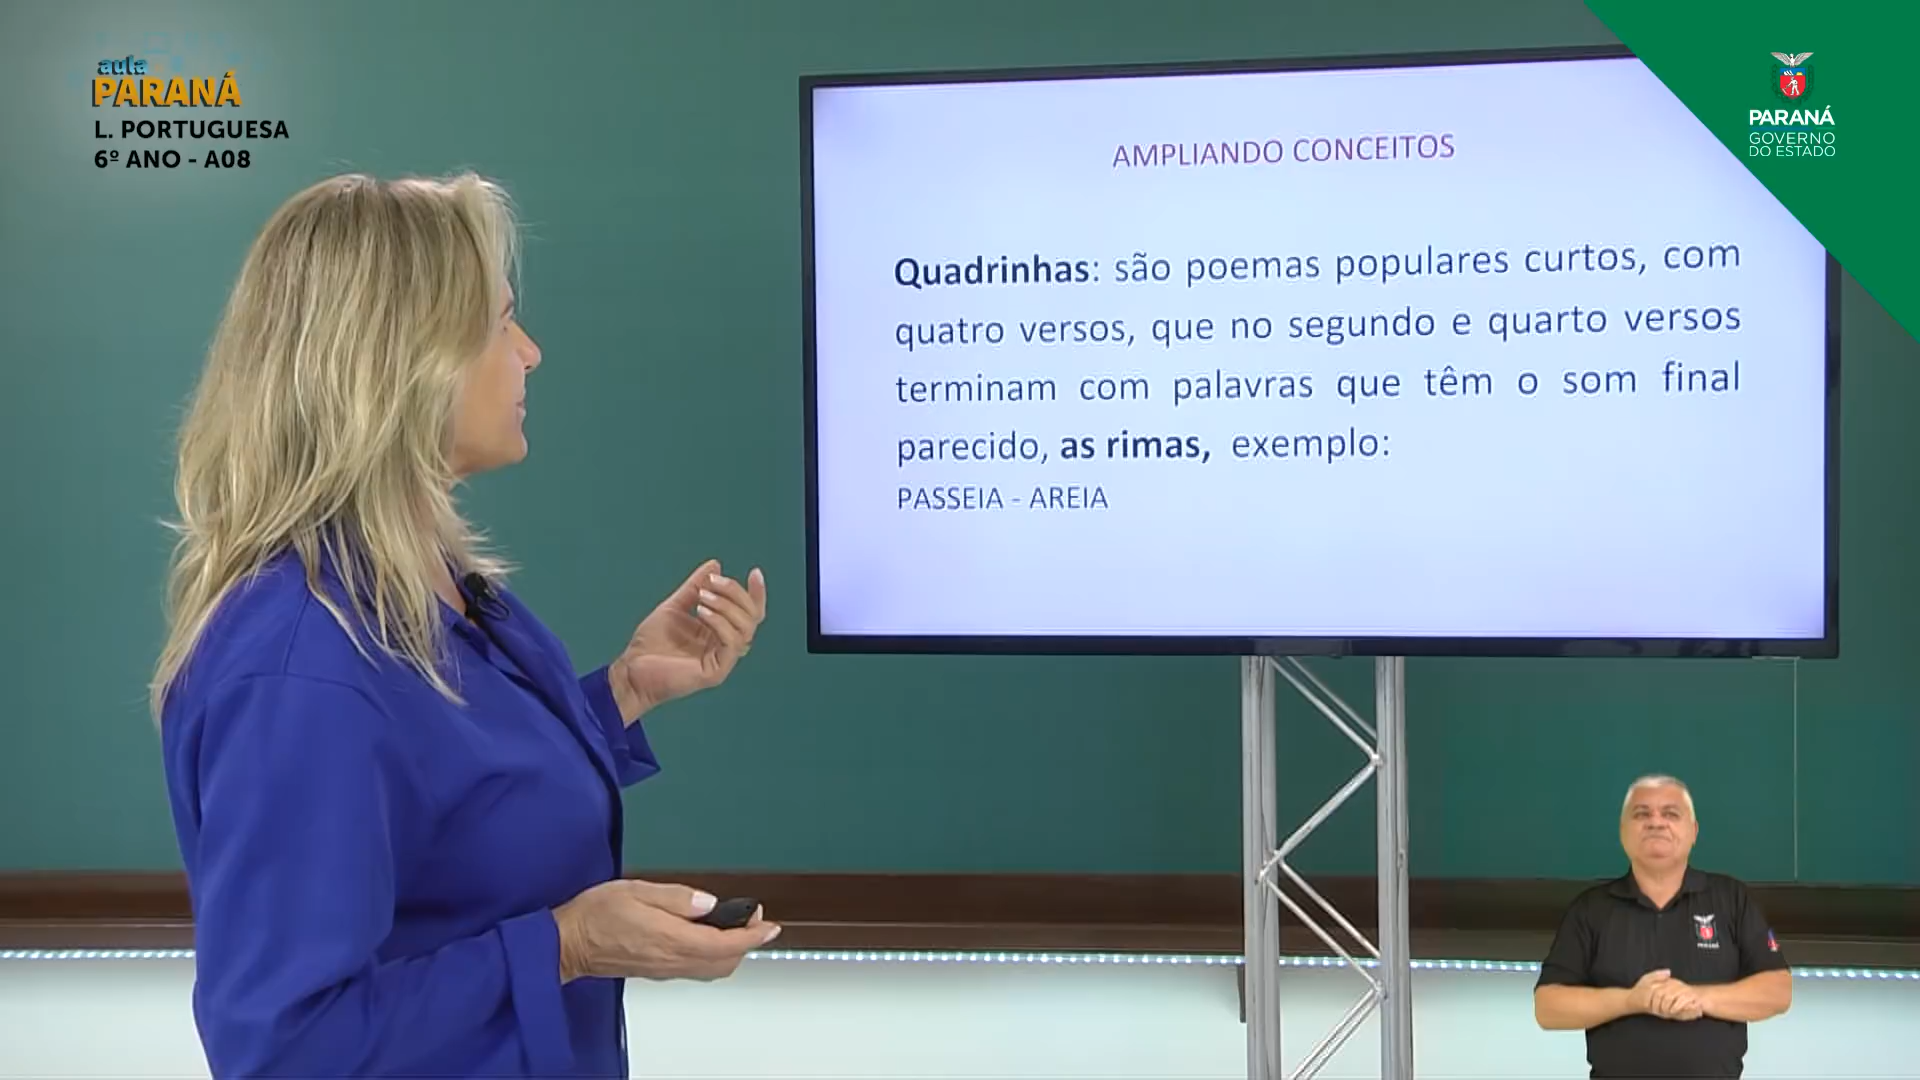 aula
PARANÁ
L. PORTUGUESA
6º ANO - A08
AMPLIANDO CONCEITOS
Quadrinhas: são poemas populares curtos, com
quatro versos, que no segundo e quarto versos
terminam com palavras que têm o som final
parecido, as rimas, exemplo:
PASSEIA - AREIA
PARANÁ
GOVERNO
DO ESTADO